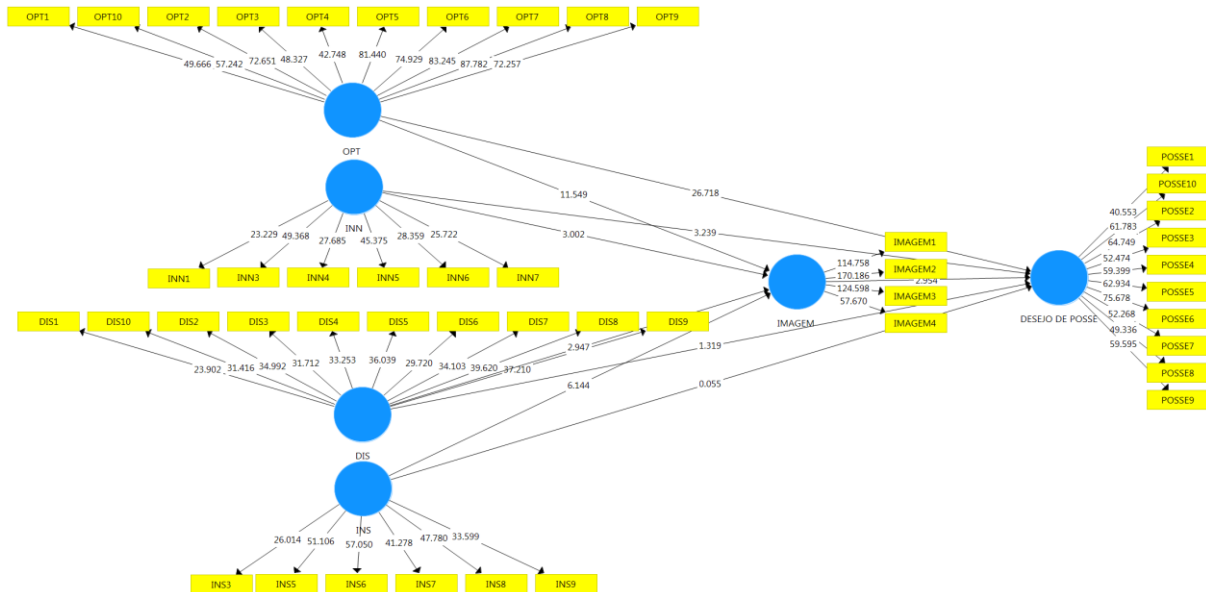 OPT1 OPT10 OPT2 OPT3 OPT4 OPT5 OPT6 OPT7 OPT8 OPT9
49.666 57.242 72.651 48.327 42.748 81.440 74.929 83.245 87.782 72.257
OPT
11.549
26.718
INN
23.229 49.368 27.685 45.375 28.359 25.722
3.002
3.239
INN1 INN3 INN4 INN5 INN6 INN7
IMAGEM1
IMAGEM2
IMAGEM3
IMAGEM4
114.758
170.186
124.598
57.670
2.954
IMAGEM
DESEJO DE POSSE
POSSE1
POSSE10
POSSE2
POSSE3
POSSE4
POSSE5
POSSE6
POSSE7
POSSE8
POSSE9
40.553
61.783
64.749
52.474
59.399
62.934
75.678
52.268
49.336
59.595
DIS1 DIS10 DIS2 DIS3 DIS4 DIS5 DIS6 DIS7 DIS8 DIS9
23.902 31.416 34.992 31.712 33.253 36.039 29.720 34.103 39.620 37.210
2.947
1.319
DIS
6.144
0.055
INS
26.014 51.106 57.050 41.278 47.780 33.599
INS3 INS5 INS6 INS7 INS8 INS9